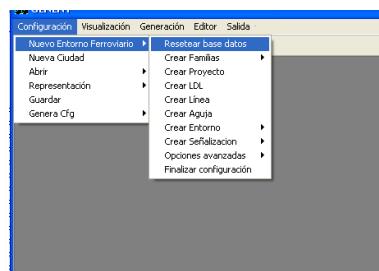 Configuración Visualización Generación Editor Salida
Nuevo Entorno Ferroviario
Nueva Ciudad
Abrir
Representación
Guardar
Genera Cfg
Resetear base datos
Crear Familias
Crear Proyecto
Crear LDL
Crear Línea
Crear Aguja
Crear Entorno
Crear Señalizacion
Opciones avanzadas
Finalizar configuración